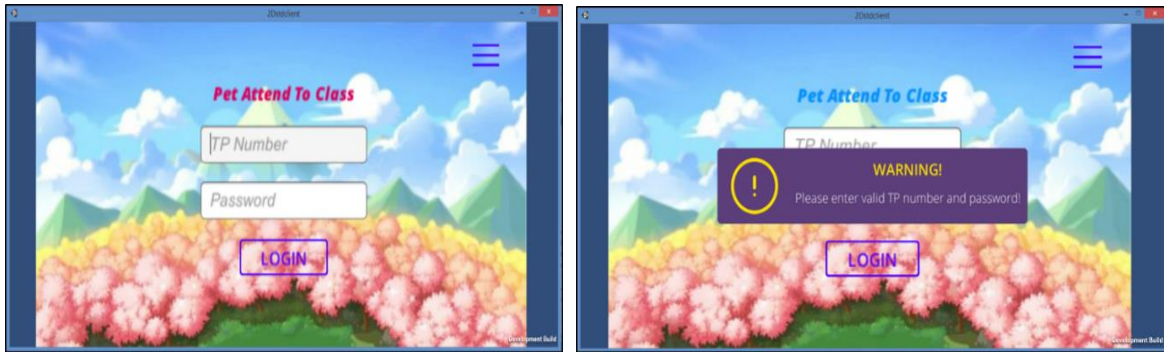 2Dstdclient
Pet Attend To Class
TP Number
Password
LOGIN
Development Build
2Dstdclient
Pet Attend To Class
TP Number
WARNING!
Please enter valid TP number and password!
LOGIN
Development Build